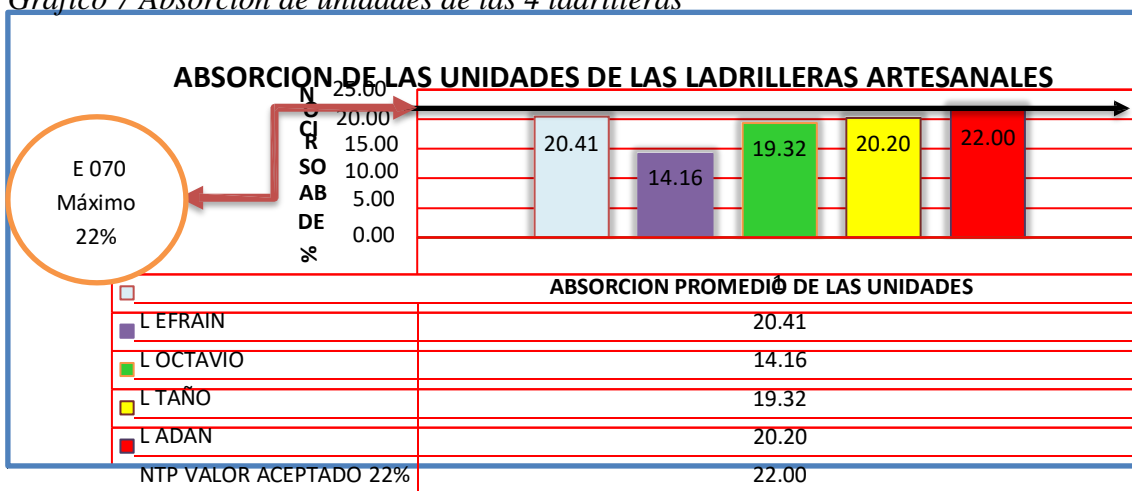 Gráfico 7 Absorción de unidades de las 4 ladrilleras
ABSORCION DE LAS UNIDADES DE LAS LADRILLERAS ARTESANALES
E 070
Máximo
22%
% DE ABSORCION
25.00
20.00
15.00
10.00
5.00
0.00
20.41
14.16
19.32
20.20
22.00
1
ABSORCION PROMEDIO DE LAS UNIDADES
L EFRAIN 20.41
L OCTAVIO 14.16
L TAÑO 19.32
L ADAN 20.20
NTP VALOR ACEPTADO 22% 22.00